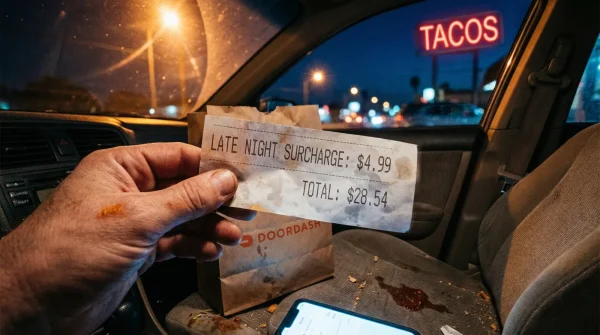 TACOS
LATE NIGHT SURCHARGE: $4.99
TOTAL: $28.54
DOORDASH